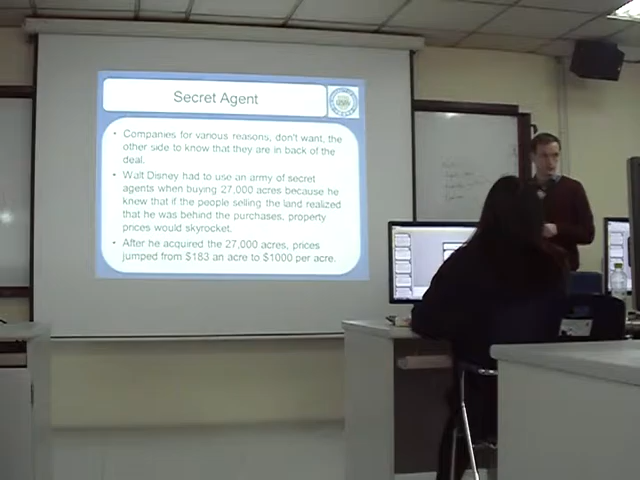 Secret Agent
• Companies for various reasons, don't want, the
other side to know that they are in back of the
deal.
• Walt Disney had to use an army of secret
agents when buying 27,000 acres because he
knew that if the people selling the land realized
that he was behind the purchases, property
prices would skyrocket.
• After he acquired the 27,000 acres, prices
jumped from $183 an acre to $1000 per acre.